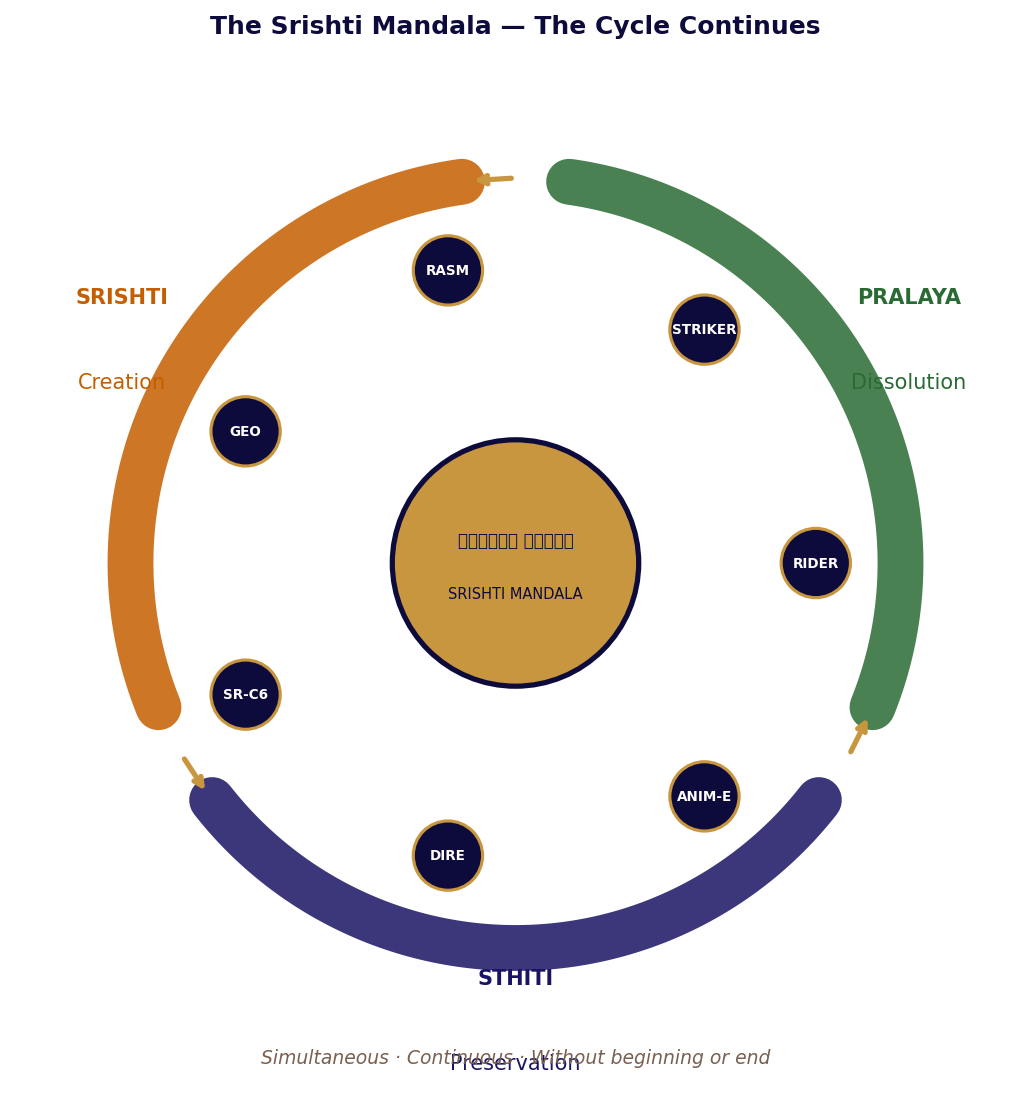 The Srishti Mandala — The Cycle Continues
RASM
SRISHTI
PRALAYA
STRIKER
Creation
Dissolution
GEO
SRISHTI MANDALA
RIDER
SR-C6
ANIM-E
DIRE
STHITI
Simultaneous · Continuous · Without beginning or end
Preservation